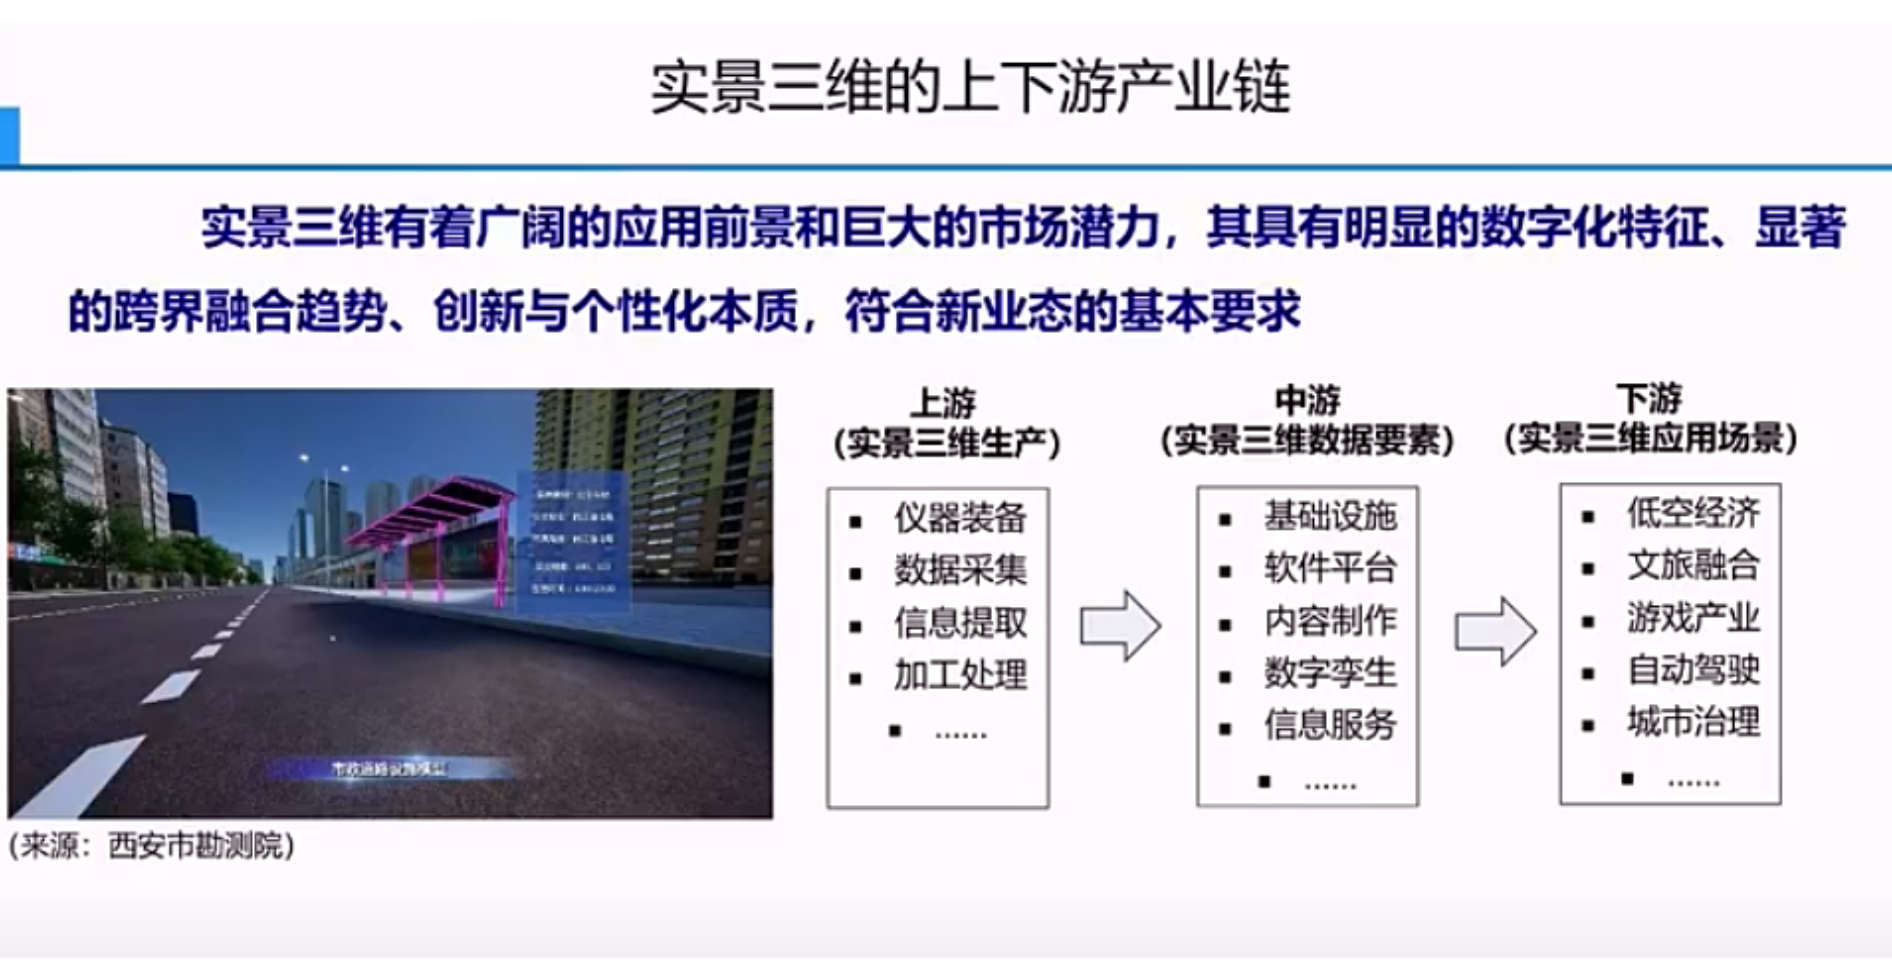 实景三维的上下游产业链
实景三维有着广阔的应用前景和巨大的市场潜力，其具有明显的数字化特征、显著
的跨界融合趋势、创新与个性化本质，符合新业态的基本要求
市政道路设施模型
（来源：西安市勘测院）
上游
（实景三维生产）
▪ 仪器装备
▪ 数据采集
▪ 信息提取
▪ 加工处理
▪ ……
中游
（实景三维数据要素）
▪ 基础设施
▪ 软件平台
▪ 内容制作
▪ 数字孪生
▪ 信息服务
▪ ……
下游
（实景三维应用场景）
▪ 低空经济
▪ 文旅融合
▪ 游戏产业
▪ 自动驾驶
▪ 城市治理
▪ ……